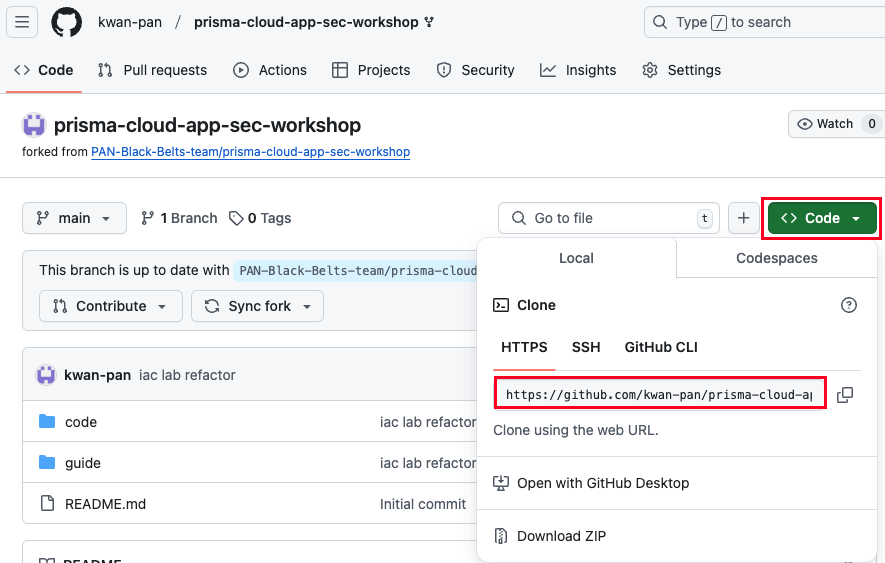 kwan-pan / prisma-cloud-app-sec-workshop
Type / to search
<> Code
Pull requests
Actions
Projects
Security
Insights
Settings
prisma-cloud-app-sec-workshop
Watch 0
forked from PAN-Black-Belts-team/prisma-cloud-app-sec-workshop
main
1 Branch
0 Tags
Go to file
t
+
<> Code
This branch is up to date with PAN-Black-Belts-team/prisma-cloud
Contribute
Sync fork
kwan-pan iac lab refactor
code iac lab refactor
guide iac lab refactor
README.md Initial commit
README
Local
Codespaces
Clone
?
HTTPS
SSH
GitHub CLI
https://github.com/kwan-pan/prisma-cloud-ap
Clone using the web URL.
Open with GitHub Desktop
Download ZIP